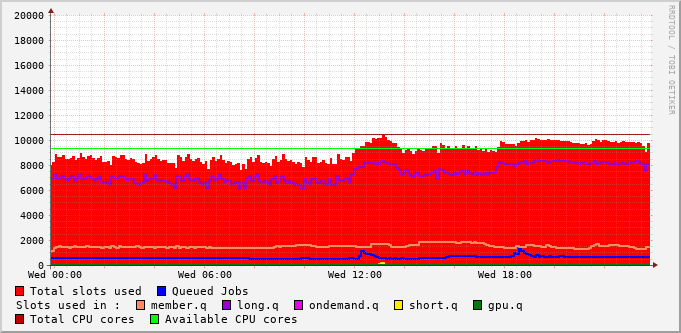 20000
18000
16000
14000
12000
10000
8000
6000
4000
2000
0
Wed 00:00 Wed 06:00 Wed 12:00 Wed 18:00
Total slots used Queued Jobs
Slots used in : member.q long.q ondemand.q short.q gpu.q
Total CPU cores Available CPU cores
RRDTOOL / TOBI OETIKER